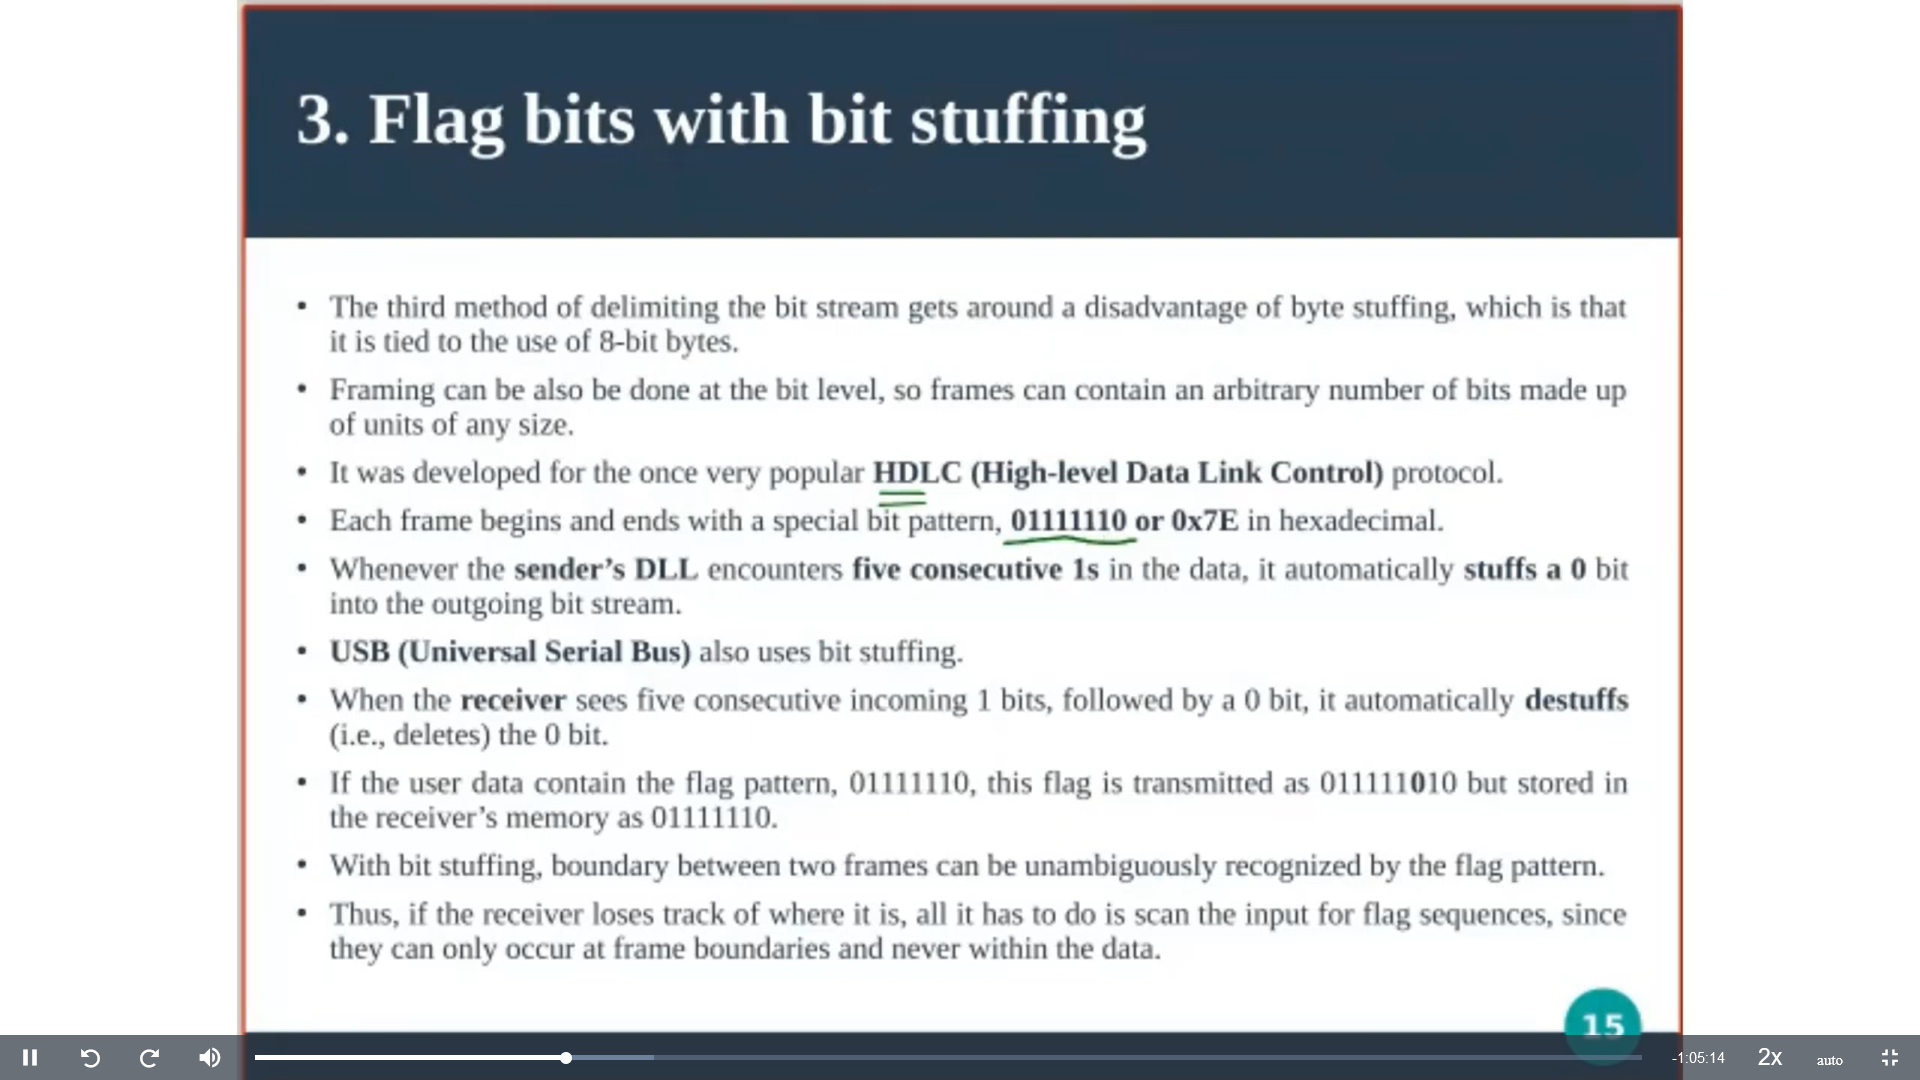 3. Flag bits with bit stuffing
• The third method of delimiting the bit stream gets around a disadvantage of byte stuffing, which is that
it is tied to the use of 8-bit bytes.
• Framing can be also be done at the bit level, so frames can contain an arbitrary number of bits made up
of units of any size.
• It was developed for the once very popular HDLC (High-level Data Link Control) protocol.
• Each frame begins and ends with a special bit pattern, 01111110 or 0x7E in hexadecimal.
• Whenever the sender’s DLL encounters five consecutive 1s in the data, it automatically stuffs a 0 bit
into the outgoing bit stream.
• USB (Universal Serial Bus) also uses bit stuffing.
• When the receiver sees five consecutive incoming 1 bits, followed by a 0 bit, it automatically destuffs
(i.e., deletes) the 0 bit.
• If the user data contain the flag pattern, 01111110, this flag is transmitted as 011111010 but stored in
the receiver’s memory as 01111110.
• With bit stuffing, boundary between two frames can be unambiguously recognized by the flag pattern.
• Thus, if the receiver loses track of where it is, all it has to do is scan the input for flag sequences, since
they can only occur at frame boundaries and never within the data.
15
-1:05:14 2x auto